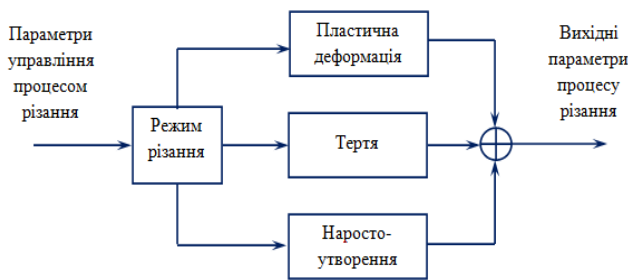 Параметри
управління
процесом
різання
Режим
різання
Пластична
деформація
Тертя
Наросто-
утворення
Вихідні
параметри
процесу
різання